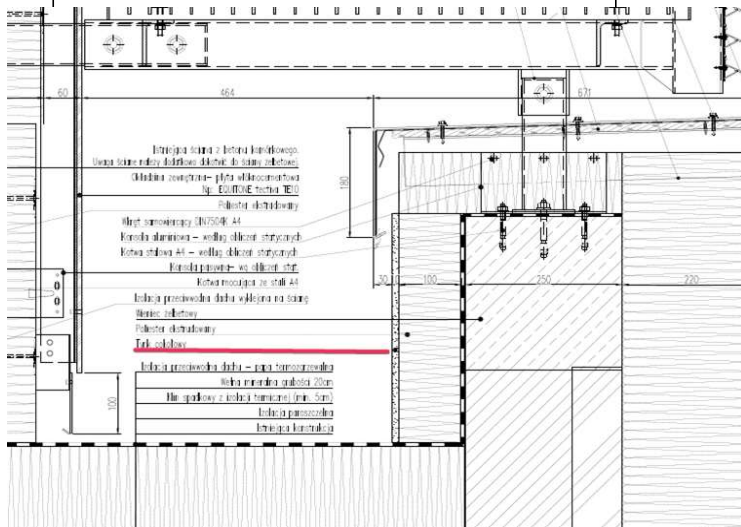 60
464
671
Istniejąca ściana z betonu komórkowego.
Uwaga ściane należy dodatkowo dokotwić do ściany żelbetowej.
180
Okładzina zewnętrzna- płyta włóknocementowa
Np: EQUITONE tectiva TE10
Poliester ekstrudowany
Wkręt samowiercący DIN7504K A4
Konsola aluminiowa - według obliczeń statycznych
Kotwa stalowa A4 - według obliczeń statycznych
Konsola pasywna- wg obliczeń stat.
Kotwa mocująca ze stali A4
30
100
250
220
Izolacja przeciwwodna dachu wyklejona na ścianę
Wieniec żelbetowy
Poliester ekstrudowany
Tynk cokołowy
Izolacja przeciwwodna dachu - papa termozgrzewalna
Wełna mineralna grubości 20cm
100
Klin spadkowy z izolacji termicznej (min. 5cm)
Izolacja paroszczelna
Istniejąca konstrukcja